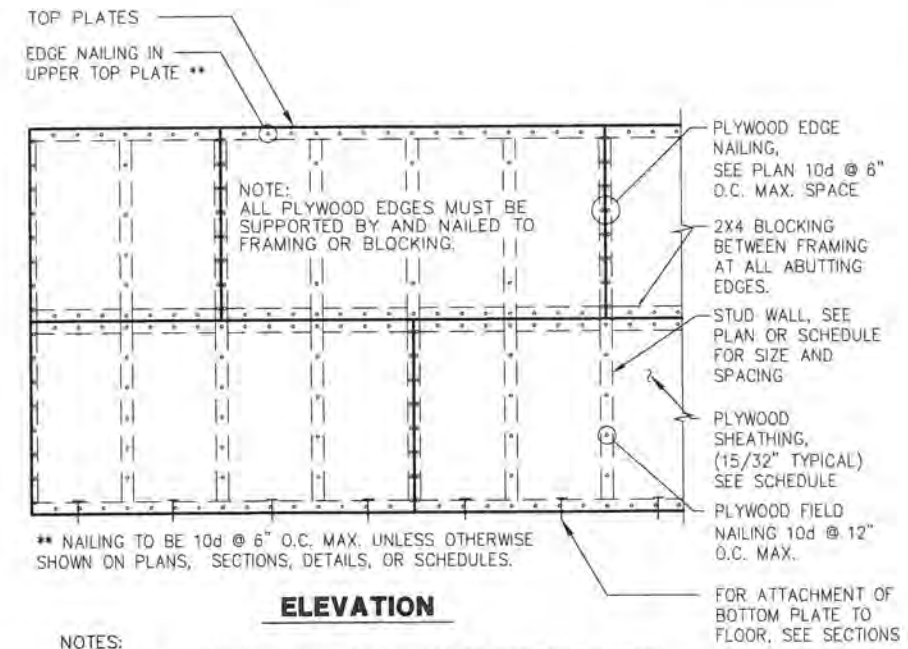 TOP PLATES
EDGE NAILING IN
UPPER TOP PLATE **
NOTE:
ALL PLYWOOD EDGES MUST BE
SUPPORTED BY AND NAILED TO
FRAMING OR BLOCKING.
PLYWOOD EDGE
NAILING,
SEE PLAN 10d @ 6"
O.C. MAX. SPACE
2X4 BLOCKING
BETWEEN FRAMING
AT ALL ABUTTING
EDGES.
STUD WALL, SEE
PLAN OR SCHEDULE
FOR SIZE AND
SPACING
PLYWOOD
SHEATHING,
(15/32" TYPICAL)
SEE SCHEDULE
PLYWOOD FIELD
NAILING 10d @ 12"
O.C. MAX.
FOR ATTACHMENT OF
BOTTOM PLATE TO
FLOOR, SEE SECTIONS
** NAILING TO BE 10d @ 6" O.C. MAX. UNLESS OTHERWISE
SHOWN ON PLANS, SECTIONS, DETAILS, OR SCHEDULES.
ELEVATION
NOTES: